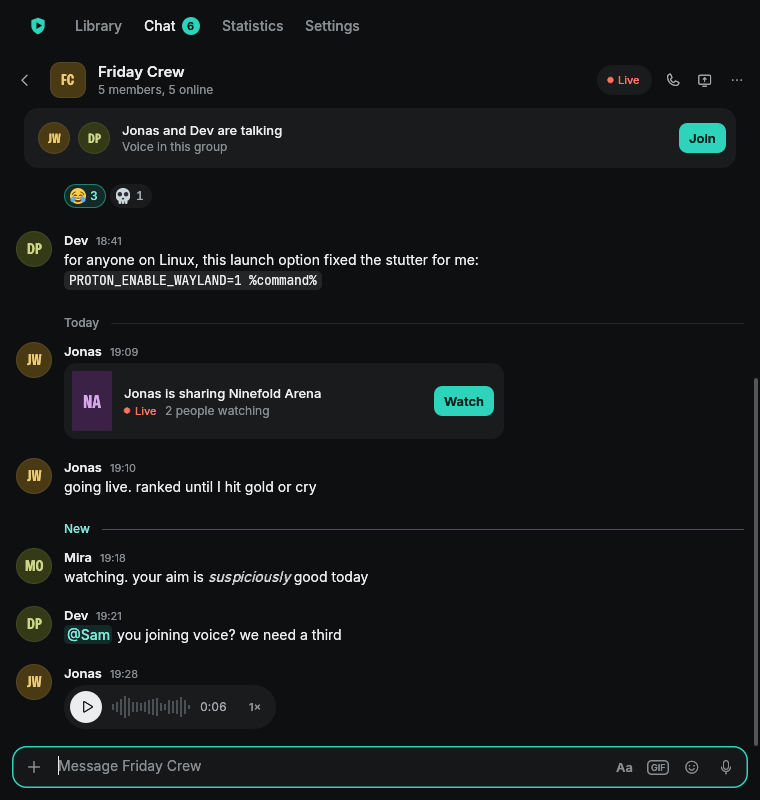 Library Chat 6 Statistics Settings
FC Friday Crew
5 members, 5 online
Live
JW DP Jonas and Dev are talking
Voice in this group
Join
😂 3 💀 1
DP Dev 18:41
for anyone on Linux, this launch option fixed the stutter for me:
PROTON_ENABLE_WAYLAND=1 %command%
Today
JW Jonas 19:09
NA Jonas is sharing Ninefold Arena
Live 2 people watching
Watch
JW Jonas 19:10
going live. ranked until I hit gold or cry
New
MO Mira 19:18
watching. your aim is suspiciously good today
DP Dev 19:21
@Sam you joining voice? we need a third
JW Jonas 19:28
0:06 1×
Message Friday Crew Aa GIF